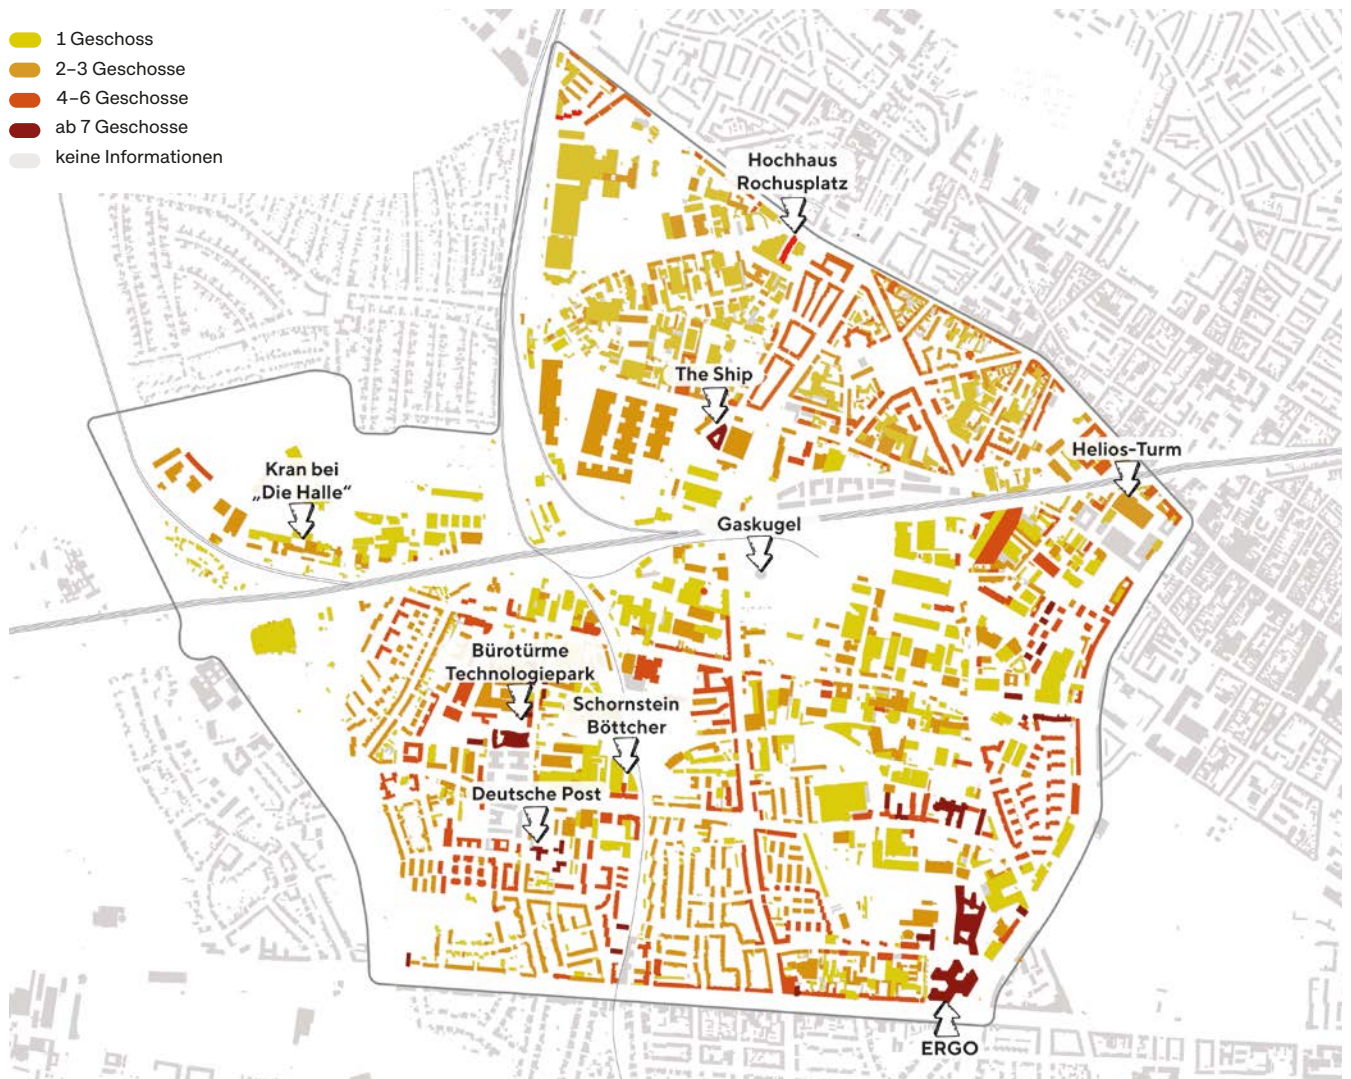 1 Geschoss
2–3 Geschosse
4–6 Geschosse
ab 7 Geschosse
keine Informationen
Hochhaus
Rochusplatz
The Ship
Helios-Turm
Kran bei
„Die Halle“
Gaskugel
Bürotürme
Technologiepark
Schornstein
Böttcher
Deutsche Post
ERGO